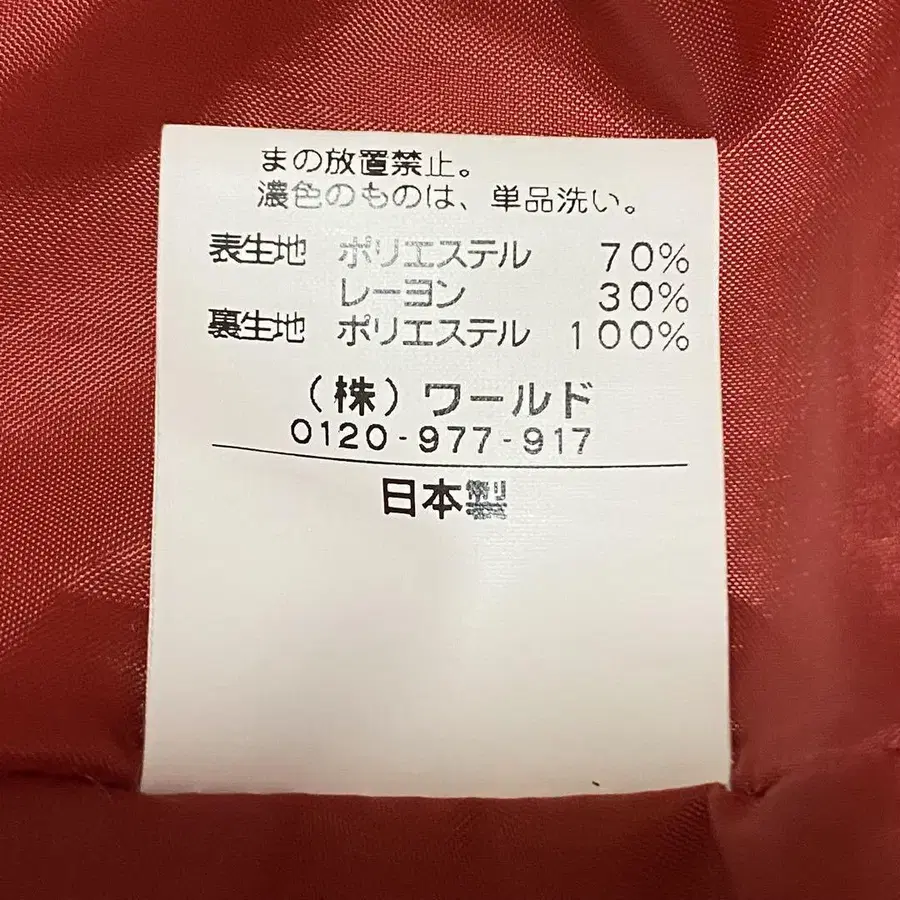 まの放置禁止。
濃色のものは、単品洗い。
表生地 ポリエステル 70%
レーヨン 30%
裏生地 ポリエステル 100%
(株)ワールド
0120-977-917
日本製